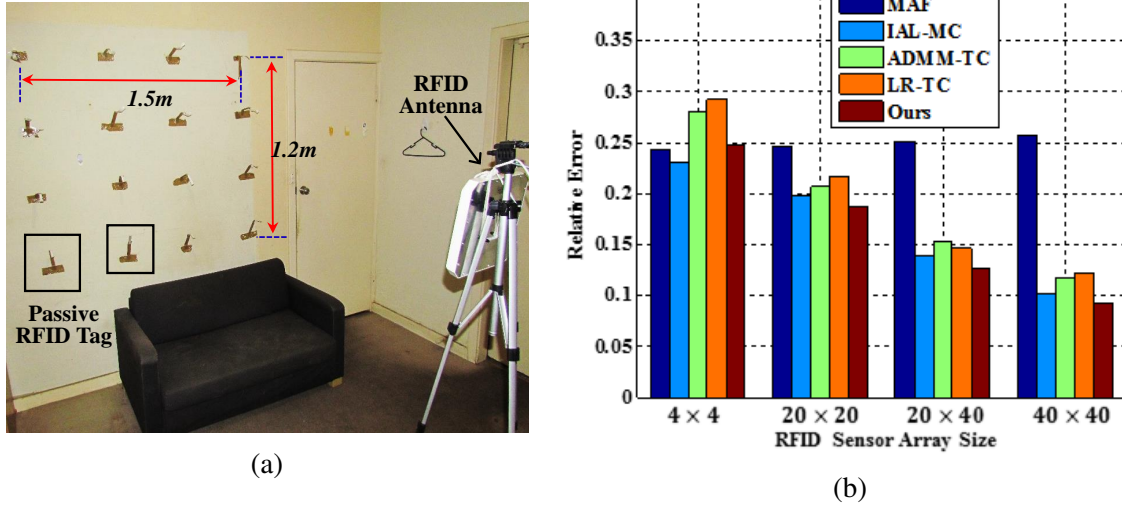 1.5m
1.2m
RFID
Antenna
Passive
RFID Tag
(a)
MAF
IAL-MC
ADMM-TC
LR-TC
Ours
Relative Error
0.35
0.3
0.25
0.2
0.15
0.1
0.05
0
4 × 4
20 × 20
20 × 40
40 × 40
RFID Sensor Array Size
(b)